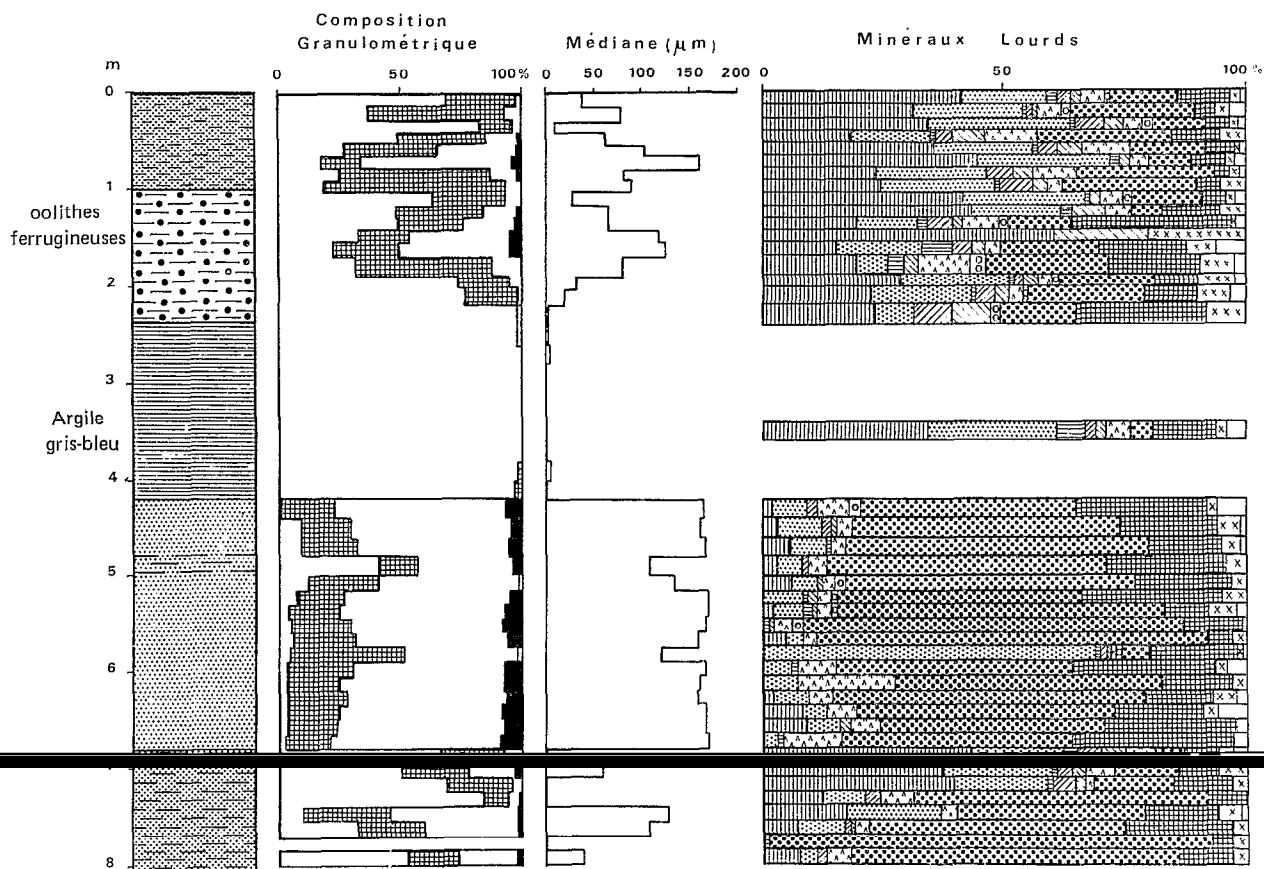 Composition
Granulométrique
Médiane (μm)
Minéraux Lourds
m
0 50 100 %
0 50 100 150 200
0 50 100 %
0
1
oolithes
ferrugineuses
2
3
Argile
gris-bleu
4
5
6
8